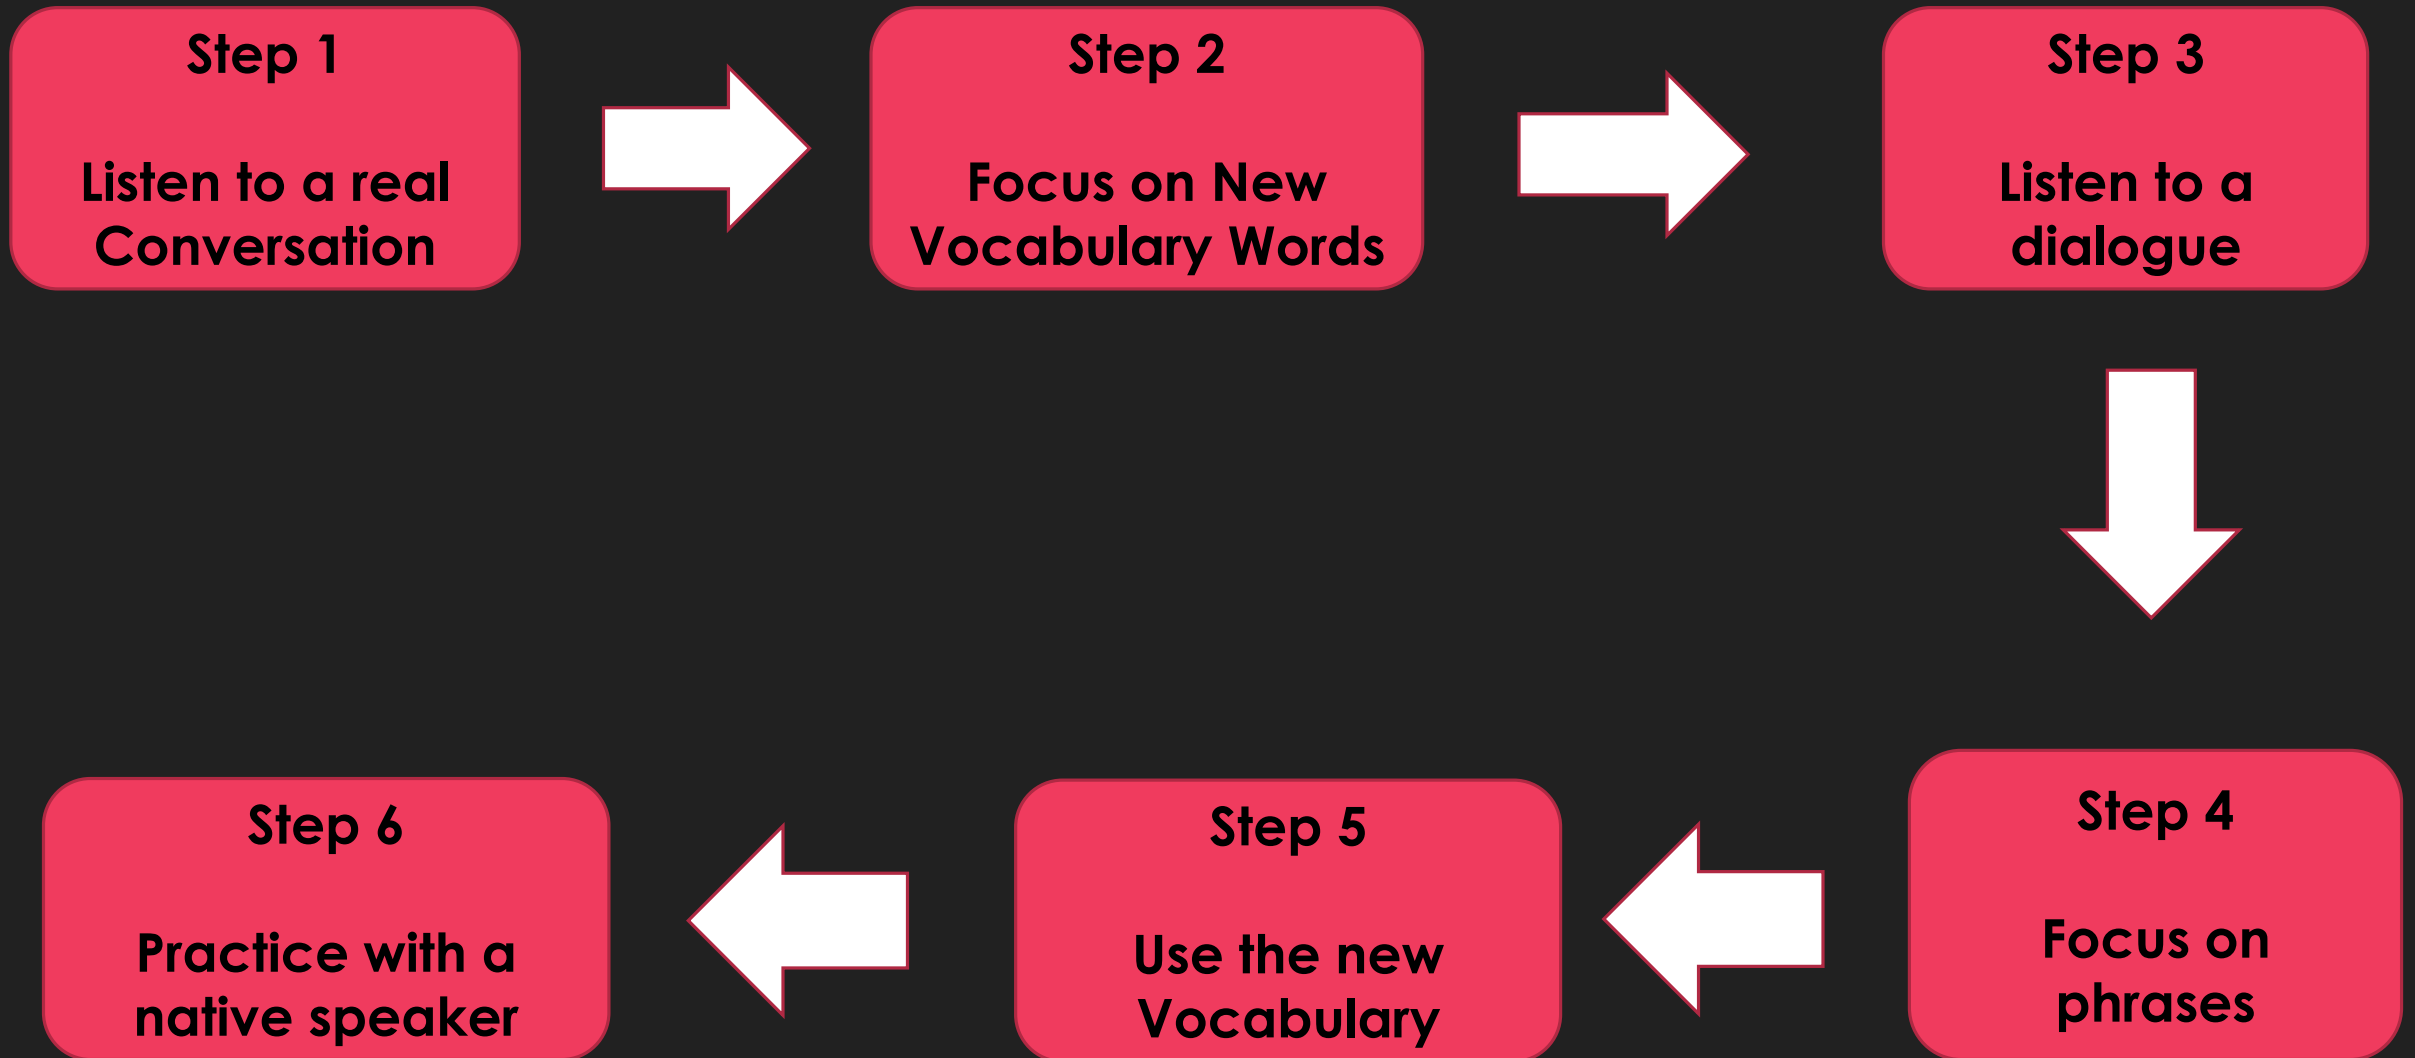 Step 1
Listen to a real
Conversation
Step 2
Focus on New
Vocabulary Words
Step 3
Listen to a
dialogue
Step 4
Focus on
phrases
Step 5
Use the new
Vocabulary
Step 6
Practice with a
native speaker